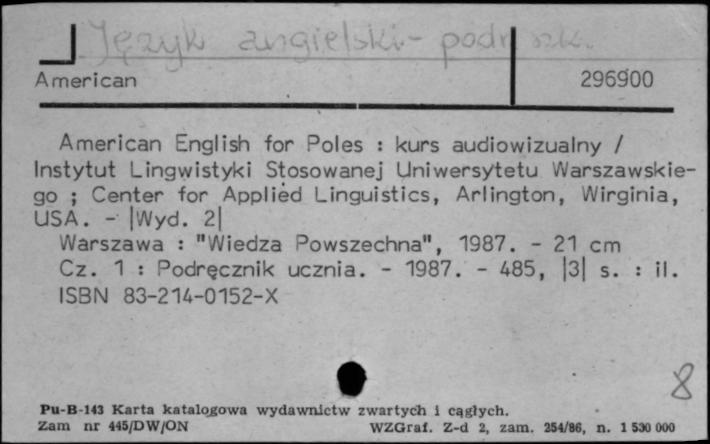 Język angielski - podr szk.
American 296900
American English for Poles : kurs audiowizualny /
Instytut Lingwistyki Stosowanej Uniwersytetu Warszawskie-
go ; Center for Applied Linguistics, Arlington, Wirginia,
USA. - |Wyd. 2|
Warszawa : "Wiedza Powszechna", 1987. - 21 cm
Cz. 1 : Podręcznik ucznia. - 1987. - 485, |3| s. : il.
ISBN 83-214-0152-X
8
Pu-B-143 Karta katalogowa wydawnictw zwartych i cągłych.
Zam nr 445/DW/ON WZGraf. Z-d 2, zam. 254/86, n. 1 530 000